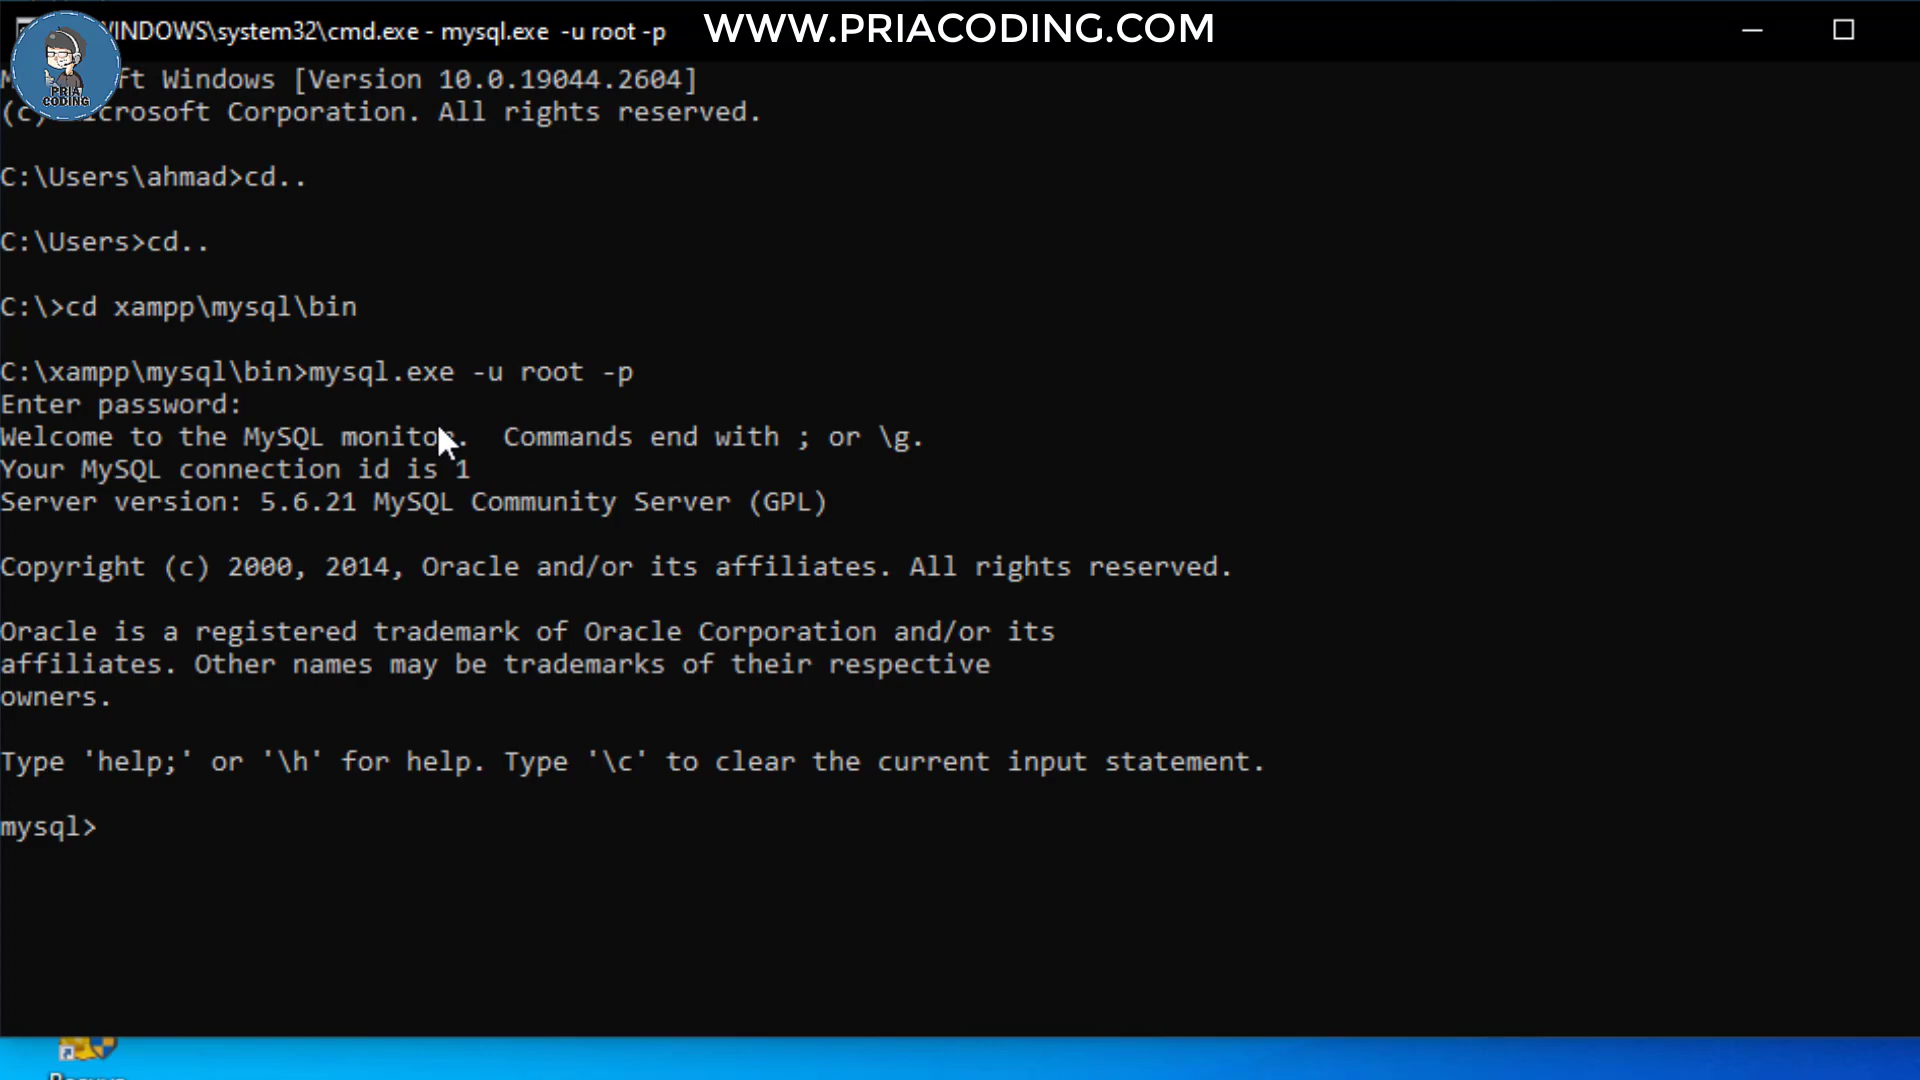 INDOWS\system32\cmd.exe - mysql.exe -u root -p
WWW.PRIACODING.COM
PRIA
CODING
ft Windows [Version 10.0.19044.2604]
(c) icrosoft Corporation. All rights reserved.
C:\Users\ahmad>cd..
C:\Users>cd..
C:\>cd xampp\mysql\bin
C:\xampp\mysql\bin>mysql.exe -u root -p
Enter password:
Welcome to the MySQL monitor.  Commands end with ; or \g.
Your MySQL connection id is 1
Server version: 5.6.21 MySQL Community Server (GPL)
Copyright (c) 2000, 2014, Oracle and/or its affiliates. All rights reserved.
Oracle is a registered trademark of Oracle Corporation and/or its
affiliates. Other names may be trademarks of their respective
owners.
Type 'help;' or '\h' for help. Type '\c' to clear the current input statement.
mysql>